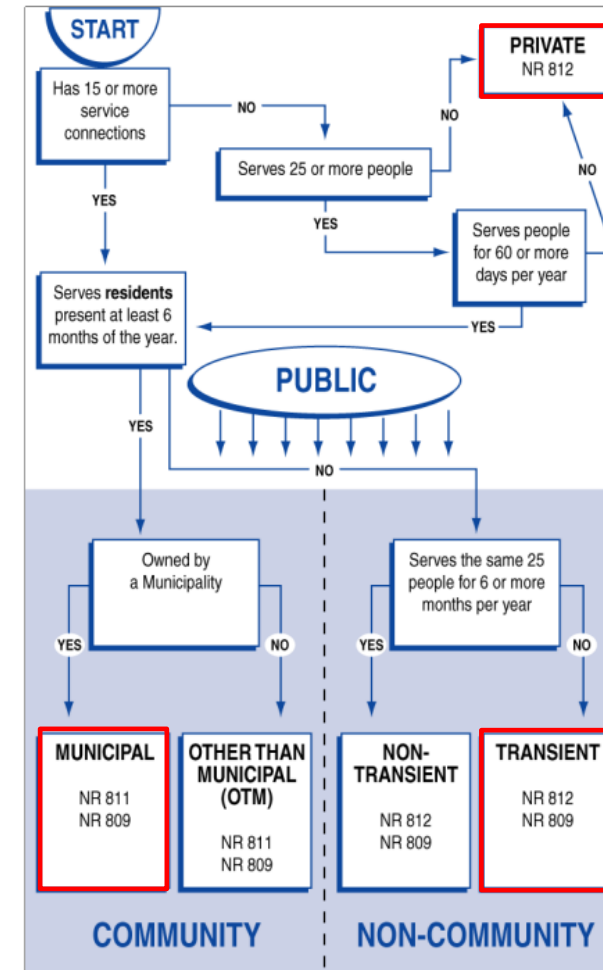 START
Has 15 or more
service
connections
NO
PRIVATE
NR 812
NO
Serves 25 or more people
NO
YES
YES
Serves people
for 60 or more
days per year
Serves residents
present at least 6
months of the year.
YES
PUBLIC
YES
NO
Owned by
a Municipality
Serves the same 25
people for 6 or more
months per year
YES
NO
YES
NO
MUNICIPAL
NR 811
NR 809
OTHER THAN
MUNICIPAL
(OTM)
NR 811
NR 809
NON-
TRANSIENT
NR 812
NR 809
TRANSIENT
NR 812
NR 809
COMMUNITY
NON-COMMUNITY